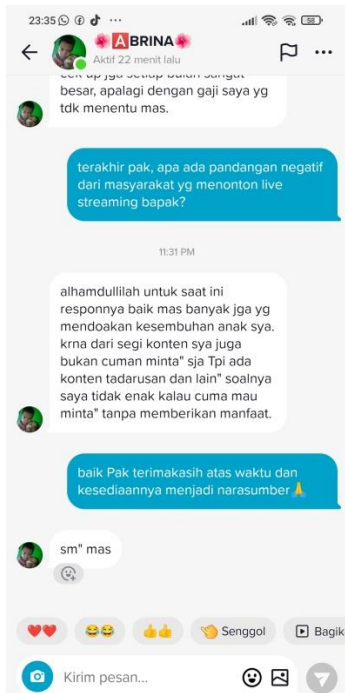 23:35
58
🌸🅰️BRINA🌸
Aktif 22 menit lalu
cek up jga setiap bulan sangat
besar, apalagi dengan gaji saya yg
tdk menentu mas.
terakhir pak, apa ada pandangan negatif
dari masyarakat yg menonton live
streaming bapak?
11:31 PM
alhamdullilah untuk saat ini
responnya baik mas banyak jga yg
mendoakan kesembuhan anak sya.
krna dari segi konten sya juga
bukan cuman minta" sja Tpi ada
konten tadarusan dan lain" soalnya
saya tidak enak kalau cuma mau
minta" tanpa memberikan manfaat.
baik Pak terimakasih atas waktu dan
kesediaannya menjadi narasumber🙏
sm" mas
❤️❤️ 😂😂 👍👍 👋 Senggol Bagik
Kirim pesan...